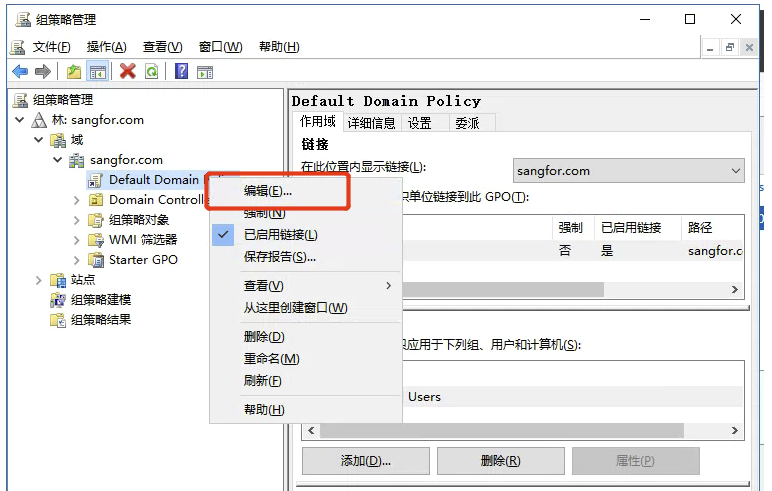 组策略管理
文件(F) 操作(A) 查看(V) 窗口(W) 帮助(H)
组策略管理
林: sangfor.com
域
sangfor.com
Default Domain
Domain Controll
组策略对象
WMI 筛选器
Starter GPO
站点
组策略建模
组策略结果
编辑(E)...
强制(N)
已启用链接(L)
保存报告(S)...
查看(V)
从这里创建窗口(W)
删除(D)
重命名(M)
刷新(F)
帮助(H)
Default Domain Policy
作用域 详细信息 设置 委派
链接
在此位置内显示链接(L): sangfor.com
单位链接到此 GPO(T):
强制 已启用链接 路径
否 是 sangfor.co
应用于下列组、用户和计算机(S):
Users
添加(D)... 删除(R) 属性(P)